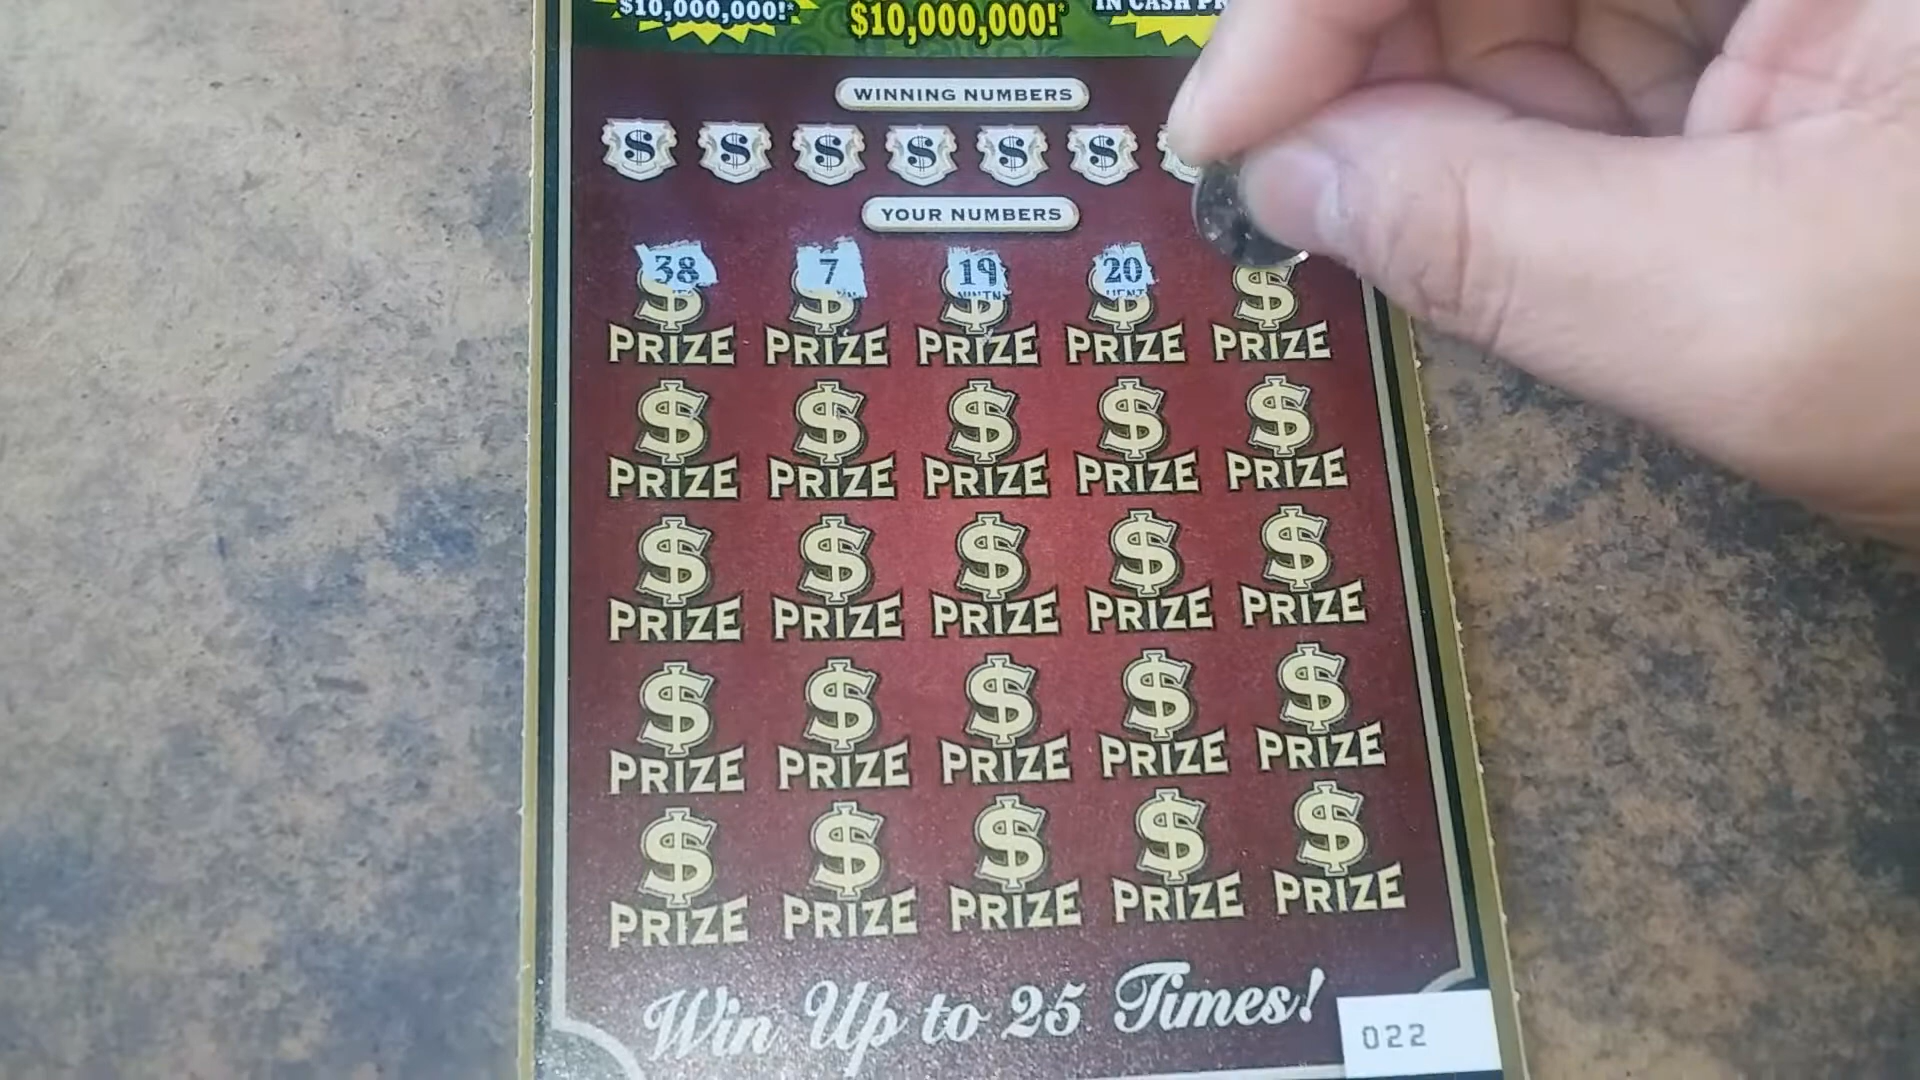 $10,000,000!*
$10,000,000!*
IN CASH
WINNING NUMBERS
$ $ $ $ $ $
YOUR NUMBERS
38 7 19 20
$ $ $ $ $
PRIZE PRIZE PRIZE PRIZE PRIZE
$ $ $ $ $
PRIZE PRIZE PRIZE PRIZE PRIZE
$ $ $ $ $
PRIZE PRIZE PRIZE PRIZE PRIZE
$ $ $ $ $
PRIZE PRIZE PRIZE PRIZE PRIZE
$ $ $ $ $
PRIZE PRIZE PRIZE PRIZE PRIZE
Win Up to 25 Times!
022